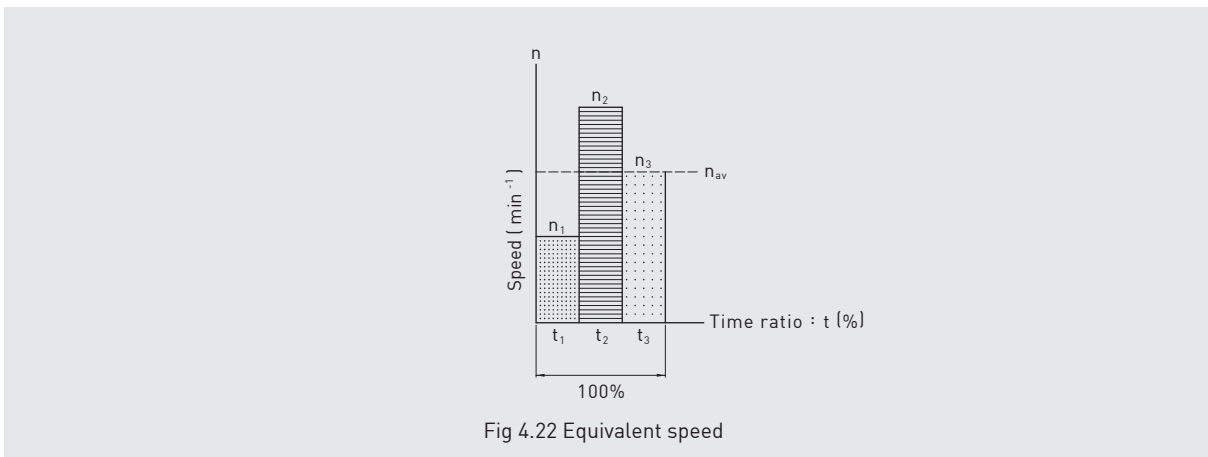 n
n₂
n₃
nₐᵥ
n₁
Speed ( min ⁻¹ )
Time ratio : t (%)
t₁ t₂ t₃
100%
Fig 4.22 Equivalent speed